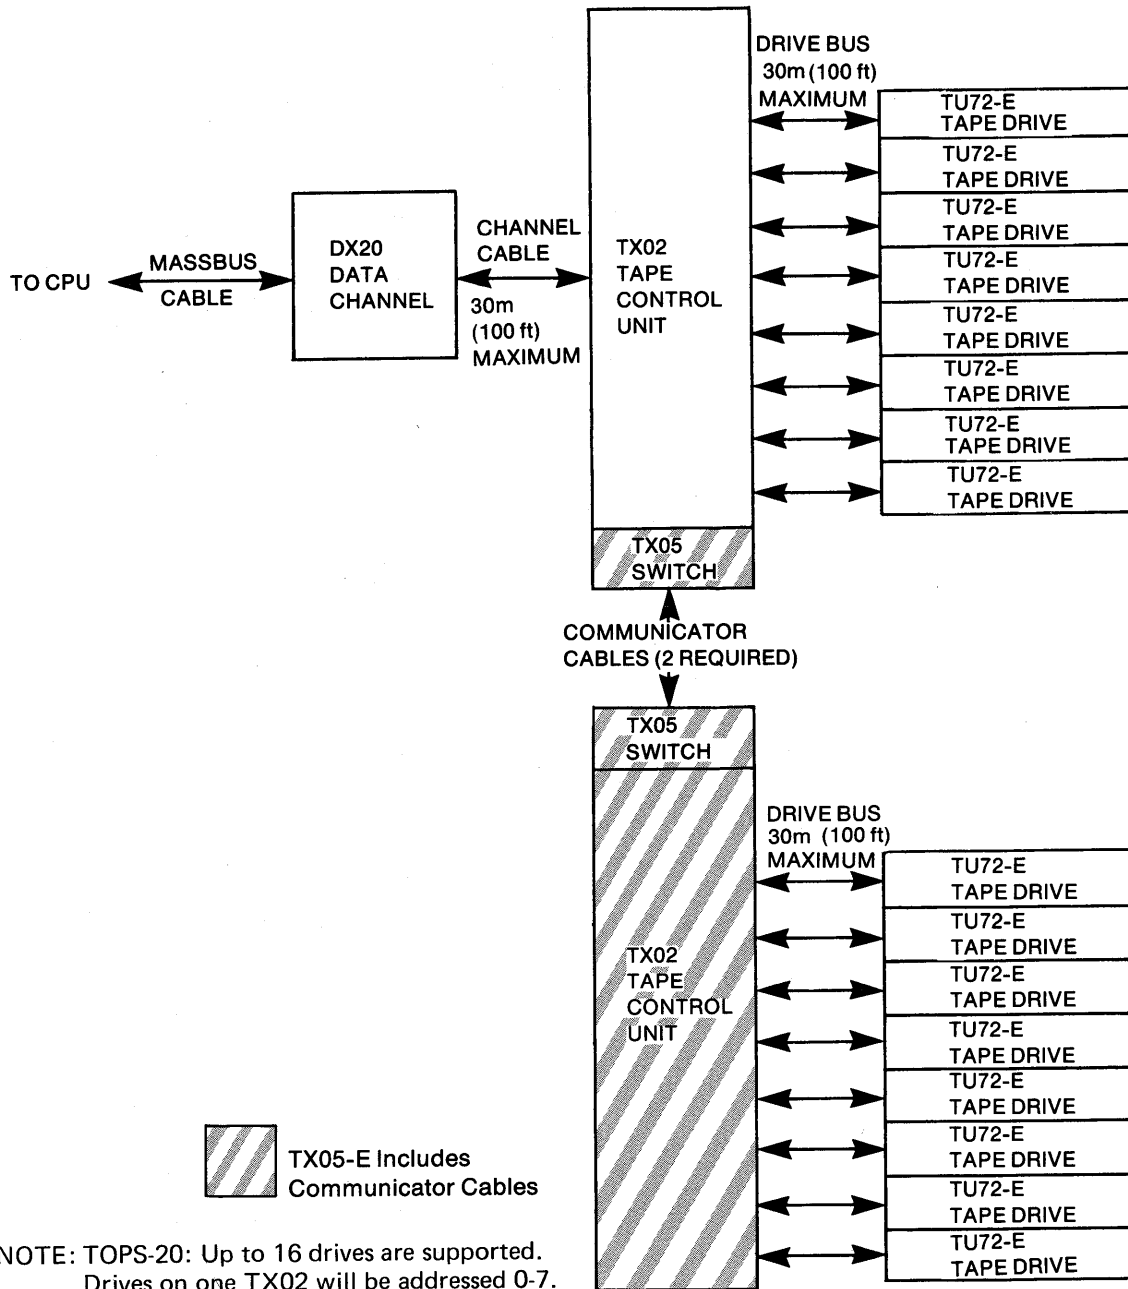 DRIVE BUS
30m (100 ft)
MAXIMUM
TU72-E
TAPE DRIVE
TU72-E
TAPE DRIVE
TU72-E
TAPE DRIVE
TU72-E
TAPE DRIVE
TU72-E
TAPE DRIVE
TU72-E
TAPE DRIVE
TU72-E
TAPE DRIVE
TU72-E
TAPE DRIVE
TO CPU
MASSBUS
CABLE
DX20
DATA
CHANNEL
CHANNEL
CABLE
30m
(100 ft)
MAXIMUM
TX02
TAPE
CONTROL
UNIT
TX05
SWITCH
COMMUNICATOR
CABLES (2 REQUIRED)
TX05
SWITCH
DRIVE BUS
30m (100 ft)
MAXIMUM
TX02
TAPE
CONTROL
UNIT
TU72-E
TAPE DRIVE
TU72-E
TAPE DRIVE
TU72-E
TAPE DRIVE
TU72-E
TAPE DRIVE
TU72-E
TAPE DRIVE
TU72-E
TAPE DRIVE
TU72-E
TAPE DRIVE
TU72-E
TAPE DRIVE
TX05-E Includes
Communicator Cables
NOTE: TOPS-20: Up to 16 drives are supported.
Drives on one TX02 will be addressed 0-7.